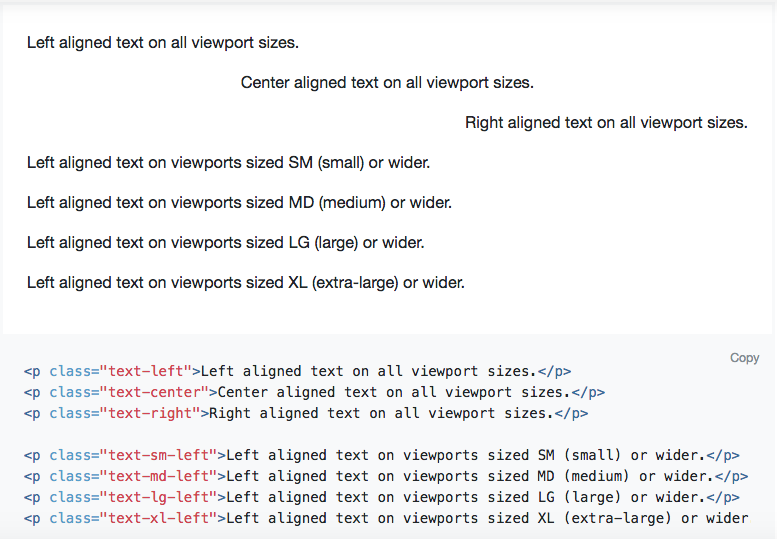 Left aligned text on all viewport sizes.
Center aligned text on all viewport sizes.
Right aligned text on all viewport sizes.
Left aligned text on viewports sized SM (small) or wider.
Left aligned text on viewports sized MD (medium) or wider.
Left aligned text on viewports sized LG (large) or wider.
Left aligned text on viewports sized XL (extra-large) or wider.
Copy
<p class="text-left">Left aligned text on all viewport sizes.</p>
<p class="text-center">Center aligned text on all viewport sizes.</p>
<p class="text-right">Right aligned text on all viewport sizes.</p>
<p class="text-sm-left">Left aligned text on viewports sized SM (small) or wider.</p>
<p class="text-md-left">Left aligned text on viewports sized MD (medium) or wider.</p>
<p class="text-lg-left">Left aligned text on viewports sized LG (large) or wider.</p>
<p class="text-xl-left">Left aligned text on viewports sized XL (extra-large) or wider